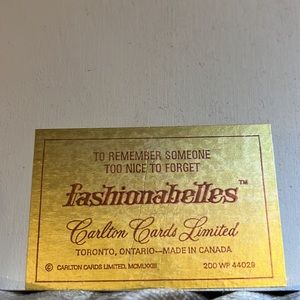 TO REMEMBER SOMEONE
TOO NICE TO FORGET
Fashionabelles™
Carlton Cards Limited
TORONTO, ONTARIO—MADE IN CANADA
© CARLTON CARDS LIMITED, MCMLXXIII 200 WF 44029